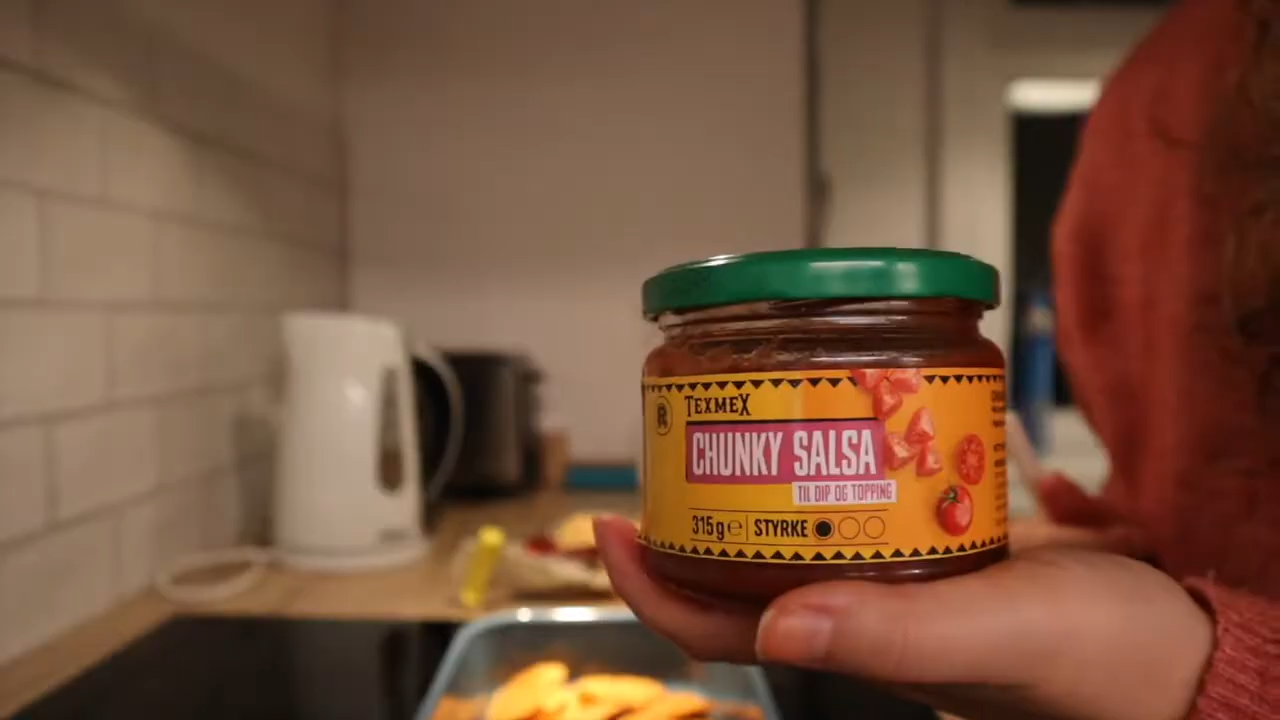 R
TEXMEX
CHUNKY SALSA
TIL DIP OG TOPPING
315g℮ STYRKE